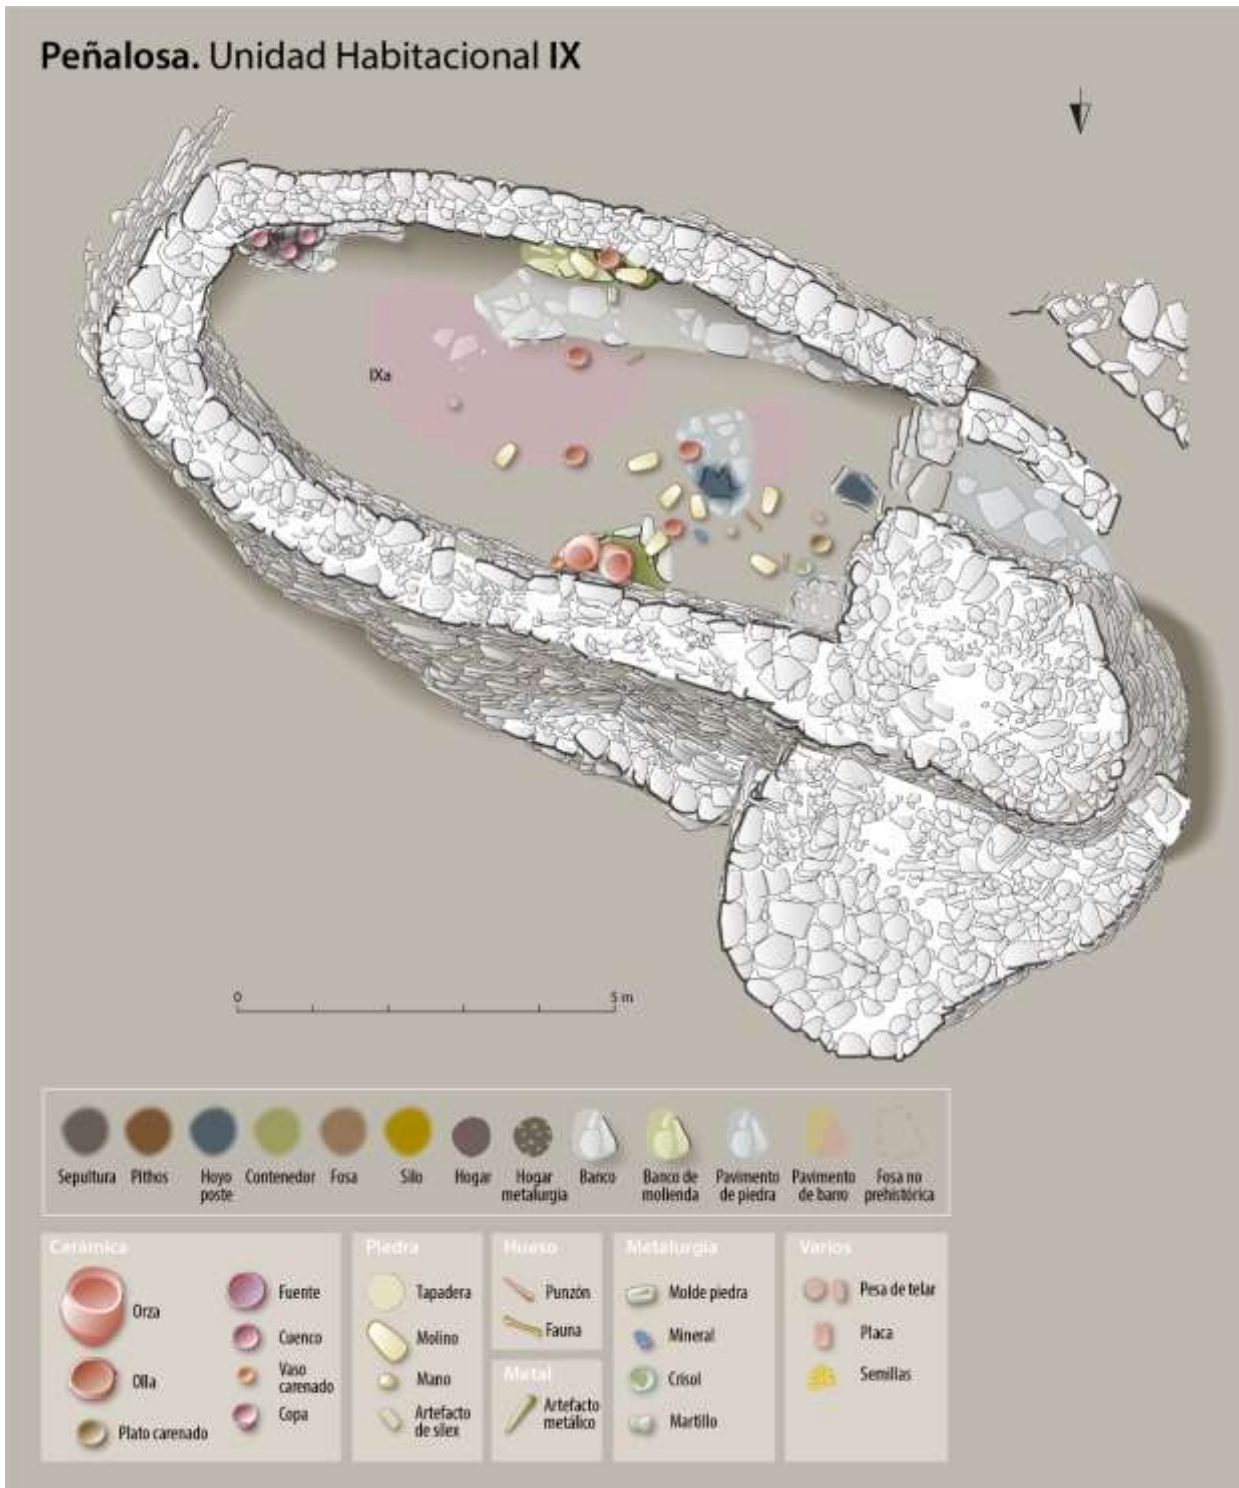 Peñalosa. Unidad Habitacional IX
IXa
0
5 m
Sepultura
Pithos
Hoyo
poste
Contenedor
Fosa
Silo
Hogar
Hogar
metalurgia
Banco
Banco de
molienda
Pavimento
de piedra
Pavimento
de barro
Fosa no
prehistórica
Cerámica
Orza
Olla
Plato carenado
Fuente
Cuenco
Vaso
carenado
Copa
Piedra
Tapadera
Molino
Mano
Artefacto
de sílex
Hueso
Punzón
Fauna
Metal
Artefacto
metálico
Metalurgia
Molde piedra
Mineral
Crisol
Martillo
Varios
Pesa de telar
Placa
Semillas